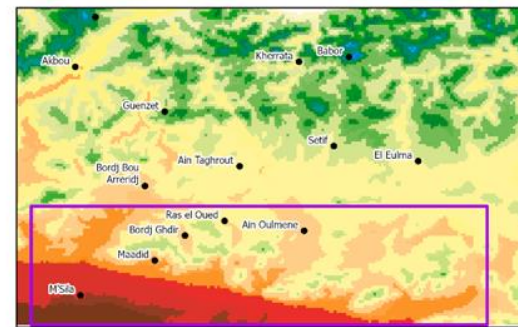 Babor
Kherrata
Akbou
Guenzet
Setif
Ain Taghrout
El Eulma
Bordj Bou
Arreridj
Ras el Oued
Ain Oulmene
Bordj Ghdir
Maadid
M'Sila